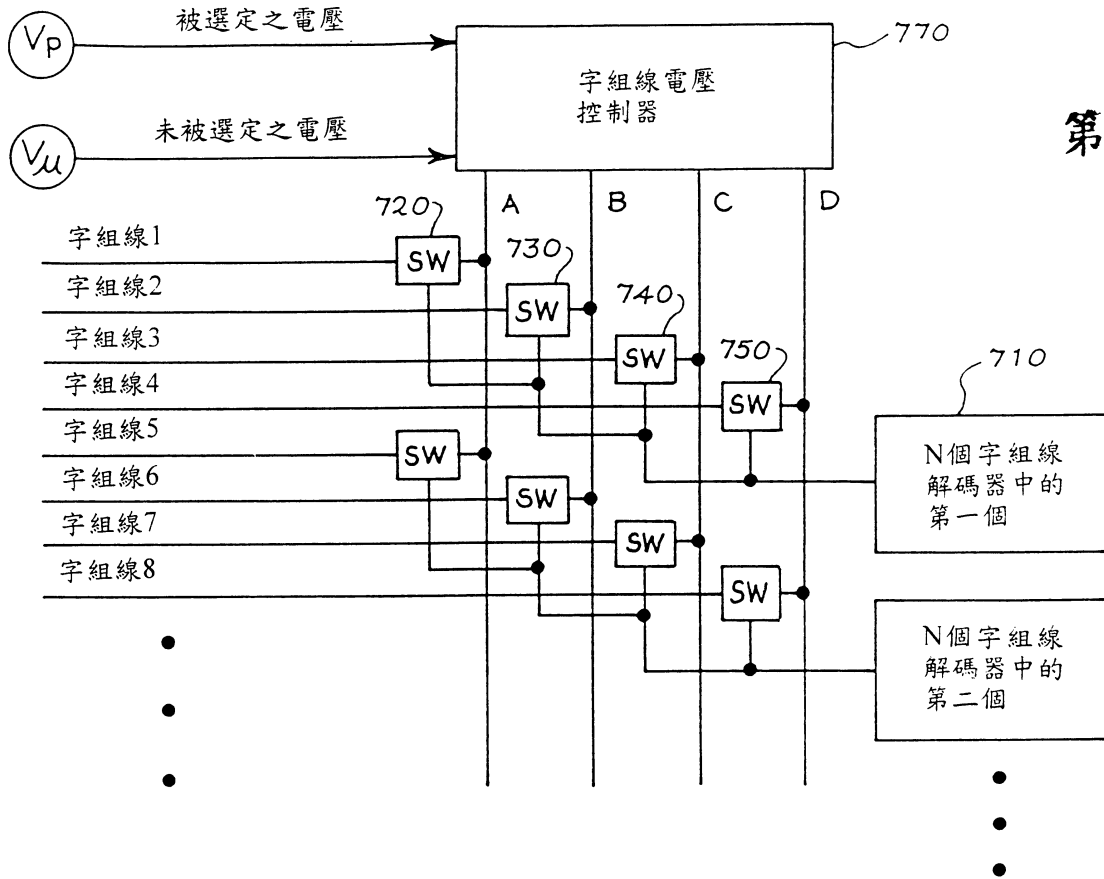 Vp
被選定之電壓
770
字組線電壓
控制器
第
Vμ
未被選定之電壓
A
B
C
D
720
字組線1
SW
730
字組線2
SW
740
字組線3
SW
750
字組線4
SW
710
字組線5
SW
N個字組線
解碼器中的
第一個
字組線6
SW
字組線7
SW
字組線8
SW
N個字組線
解碼器中的
第二個